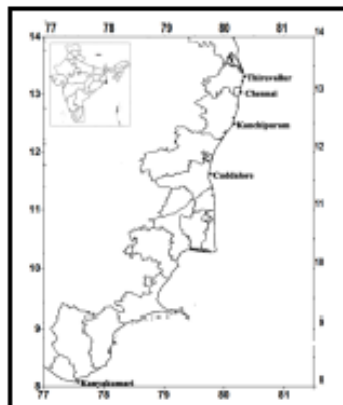 77 78 79 80 81
14 14
Thiruvallur
13 Chennai 13
Kanchipuram
12 12
Cuddalore
11 11
10 10
9 9
8 Kanyakumari 8
77 78 79 80 81